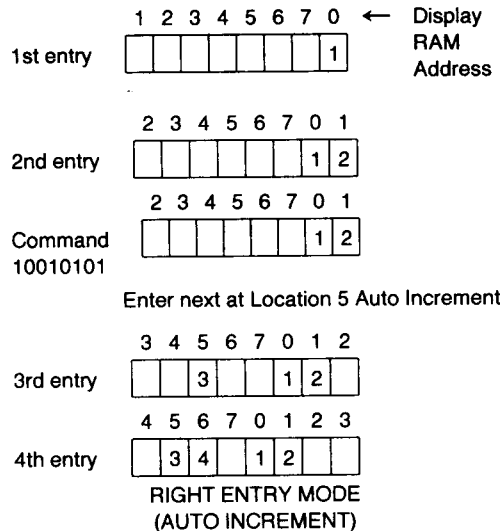 1 2 3 4 5 6 7 0 ← Display
RAM
Address
1st entry 1
2 3 4 5 6 7 0 1
2nd entry 1 2
2 3 4 5 6 7 0 1
Command 1 2
10010101
Enter next at Location 5 Auto Increment
3 4 5 6 7 0 1 2
3rd entry 3 1 2
4 5 6 7 0 1 2 3
4th entry 3 4 1 2
RIGHT ENTRY MODE
(AUTO INCREMENT)